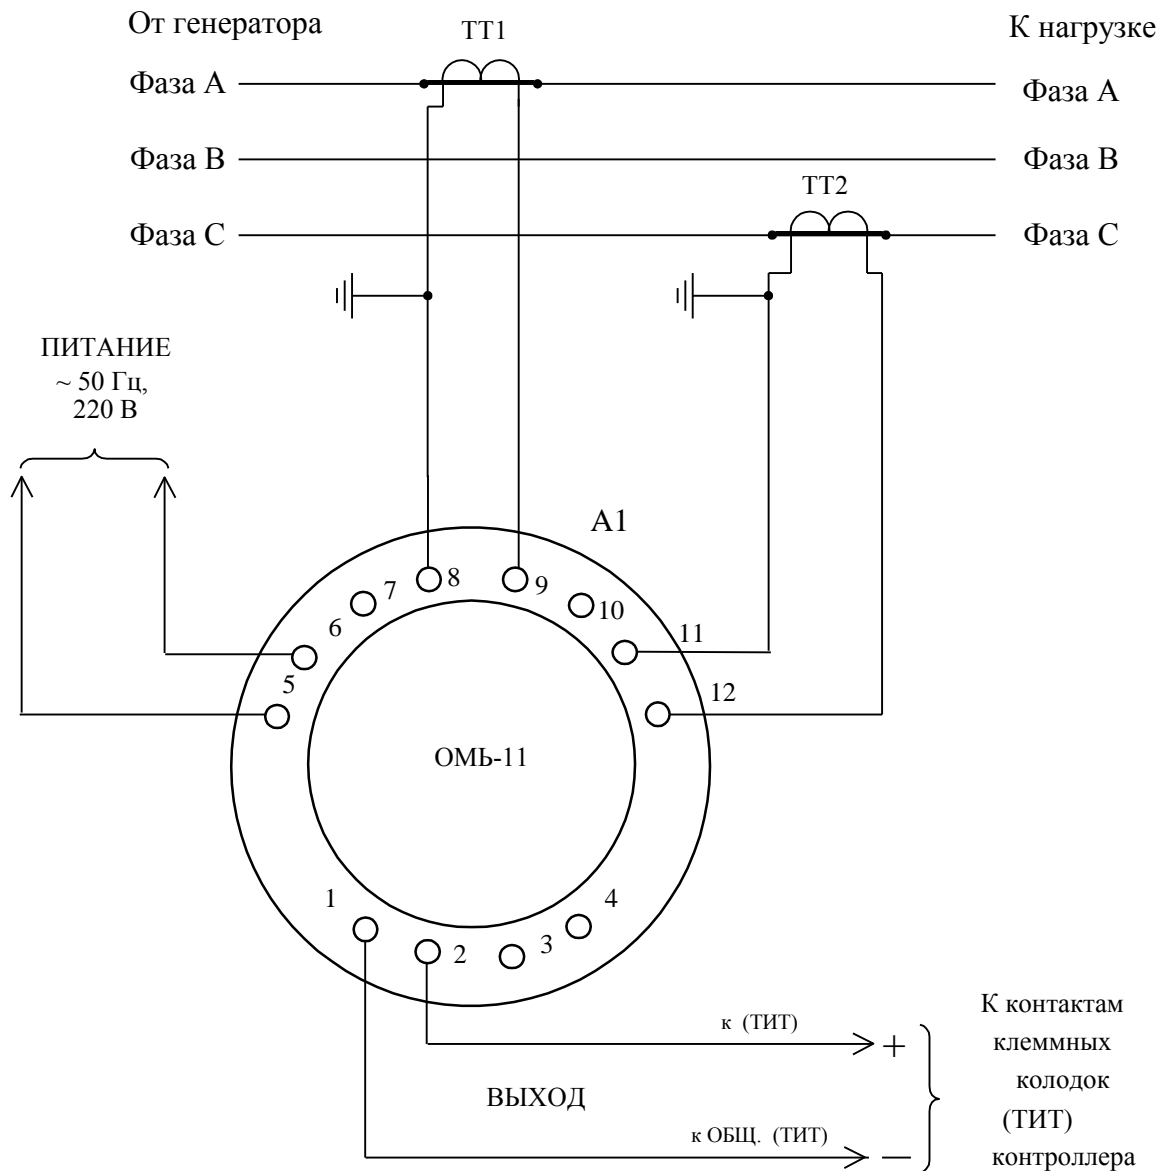 От генератора
ТТ1
К нагрузке
Фаза А
Фаза А
Фаза В
Фаза В
ТТ2
Фаза С
Фаза С
ПИТАНИЕ
~ 50 Гц,
220 В
А1
8
9
7
10
6
11
5
12
ОМЬ-11
1
4
2
3
К контактам
к (ТИТ)
+
клеммных
ВЫХОД
колодок
(ТИТ)
к ОБЩ. (ТИТ)
—
контроллера